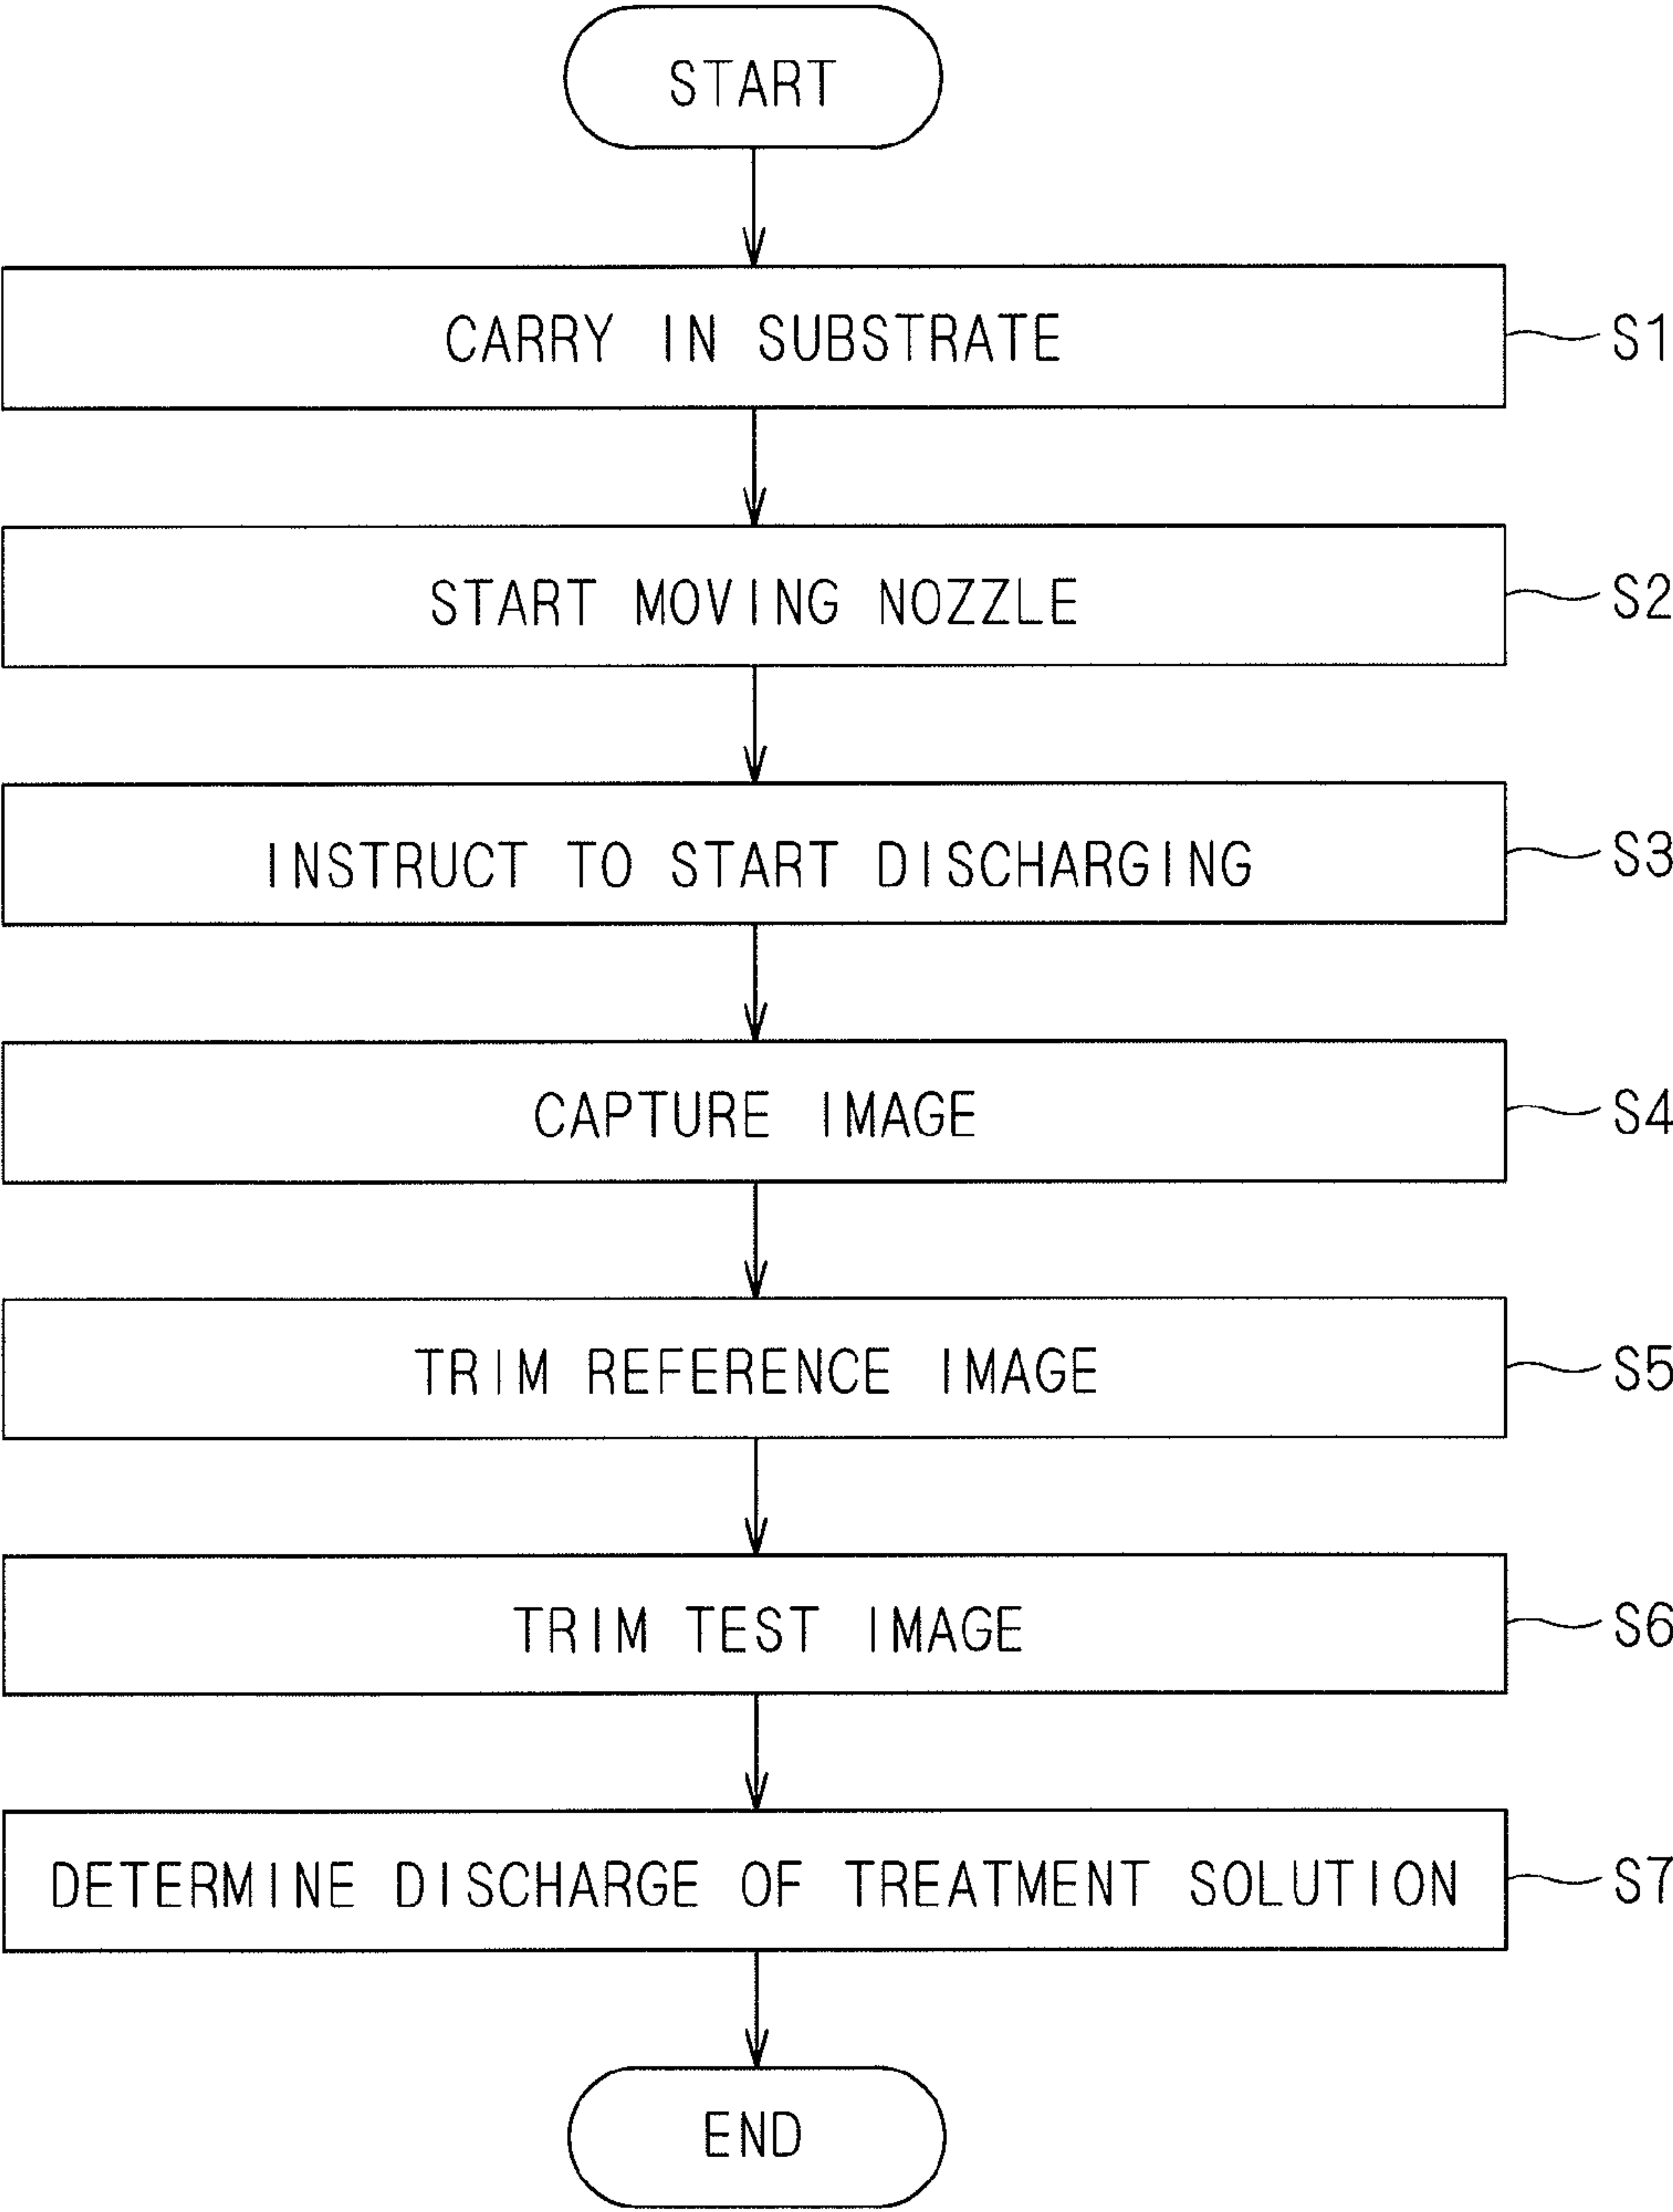 START
CARRY IN SUBSTRATE
S1
START MOVING NOZZLE
S2
INSTRUCT TO START DISCHARGING
S3
CAPTURE IMAGE
S4
TRIM REFERENCE IMAGE
S5
TRIM TEST IMAGE
S6
DETERMINE DISCHARGE OF TREATMENT SOLUTION
S7
END